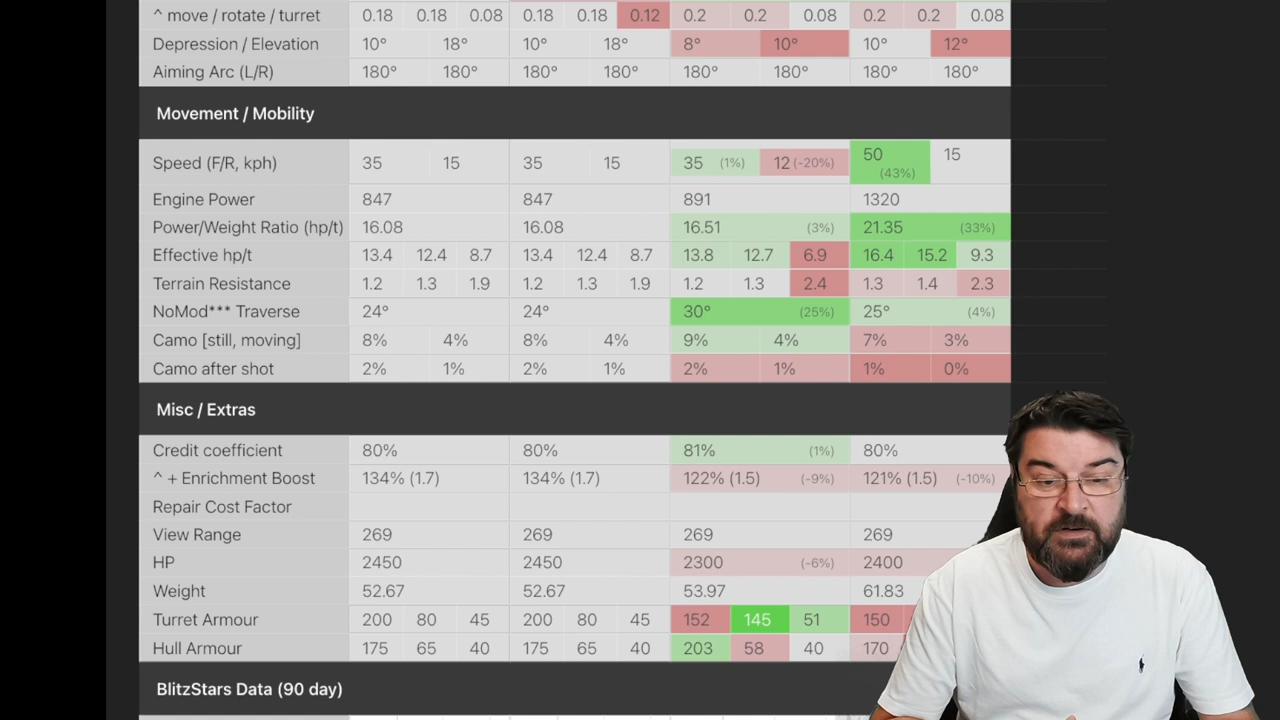 ^ move / rotate / turret 0.18 0.18 0.08 0.18 0.18 0.12 0.2 0.2 0.08 0.2 0.2 0.08
Depression / Elevation 10° 18° 10° 18° 8° 10° 10° 12°
Aiming Arc (L/R) 180° 180° 180° 180° 180° 180° 180° 180°
Movement / Mobility
Speed (F/R, kph) 35 15 35 15 35 (1%) 12 (-20%) 50 (43%) 15
Engine Power 847 847 891 1320
Power/Weight Ratio (hp/t) 16.08 16.08 16.51 (3%) 21.35 (33%)
Effective hp/t 13.4 12.4 8.7 13.4 12.4 8.7 13.8 12.7 6.9 16.4 15.2 9.3
Terrain Resistance 1.2 1.3 1.9 1.2 1.3 1.9 1.2 1.3 2.4 1.3 1.4 2.3
NoMod*** Traverse 24° 24° 30° (25%) 25° (4%)
Camo [still, moving] 8% 4% 8% 4% 9% 4% 7% 3%
Camo after shot 2% 1% 2% 1% 2% 1% 1% 0%
Misc / Extras
Credit coefficient 80% 80% 81% (1%) 80%
^ + Enrichment Boost 134% (1.7) 134% (1.7) 122% (1.5) (-9%) 121% (1.5) (-10%)
Repair Cost Factor
View Range 269 269 269 269
HP 2450 2450 2300 (-6%) 2400
Weight 52.67 52.67 53.97 61.83
Turret Armour 200 80 45 200 80 45 152 145 51 150
Hull Armour 175 65 40 175 65 40 203 58 40 170
BlitzStars Data (90 day)